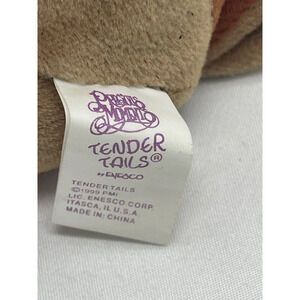 Precious
Moments
TENDER
TAILS®
BY ENESCO
TENDER TAILS
©1999 PMI
LIC. ENESCO CORP.
ITASCA, IL U.S.A
MADE IN: CHINA